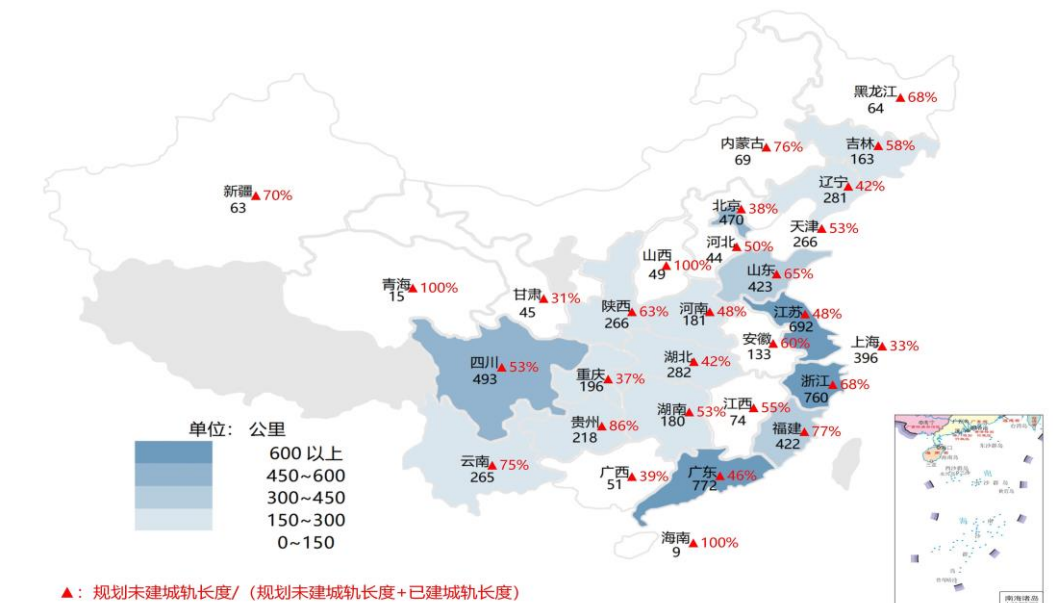 黑龙江 ▲ 68%
64
内蒙古 ▲ 76%
69
吉林 ▲ 58%
163
新疆 ▲ 70%
63
辽宁 ▲ 42%
281
北京 ▲ 38%
470
天津 ▲ 53%
266
河北 ▲ 50%
44
山西 ▲ 100%
49
山东 ▲ 65%
423
青海 ▲ 100%
15
甘肃 ▲ 31%
45
陕西 ▲ 63%
266
河南 ▲ 48%
181
江苏 ▲ 48%
692
安徽 ▲ 60%
133
上海 ▲ 33%
396
四川 ▲ 53%
493
重庆 ▲ 37%
196
湖北 ▲ 42%
282
浙江 ▲ 68%
760
贵州 ▲ 86%
218
湖南 ▲ 53%
180
江西 ▲ 55%
74
福建 ▲ 77%
422
云南 ▲ 75%
265
广西 ▲ 39%
51
广东 ▲ 46%
772
海南 ▲ 100%
9
单位： 公里
600 以上
450~600
300~450
150~300
0~150
南海诸岛
▲：规划未建城轨长度/（规划未建城轨长度+已建城轨长度）